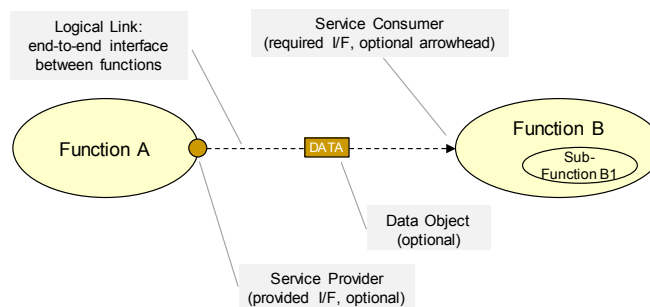 Logical Link:
end-to-end interface
between functions
Service Consumer
(required I/F, optional arrowhead)
Function A
DATA
Function B
Sub-
Function B1
Data Object
(optional)
Service Provider
(provided I/F, optional)